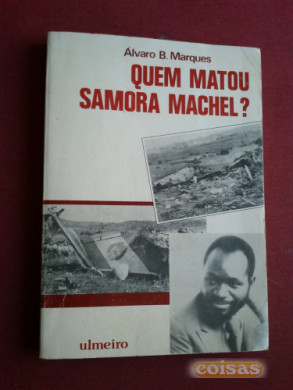 Álvaro B. Marques
QUEM MATOU
SAMORA MACHEL?
ulmeiro
coisas